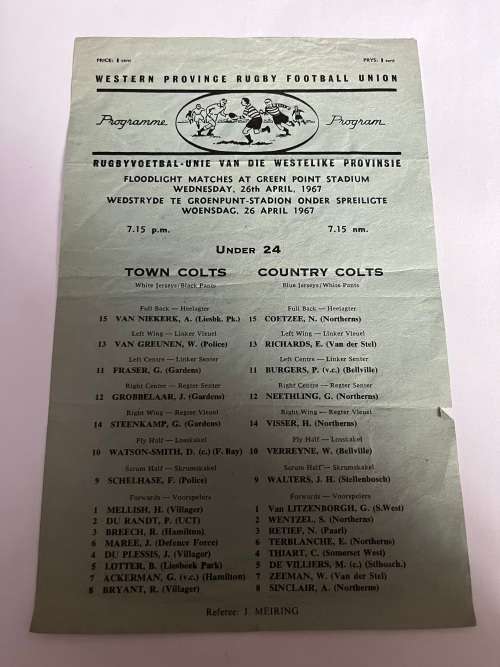 PRICE: 1 cent PRYS: 1 sent
WESTERN PROVINCE RUGBY FOOTBALL UNION
Programme Program
RUGBYVOETBAL-UNIE VAN DIE WESTELIKE PROVINSIE
FLOODLIGHT MATCHES AT GREEN POINT STADIUM
WEDNESDAY, 26th APRIL, 1967
WEDSTRYDE TE GROENPUNT-STADION ONDER SPREILIGTE
WOENSDAG, 26 APRIL 1967
7.15 p.m. 7.15 nm.
UNDER 24
TOWN COLTS COUNTRY COLTS
White Jerseys/Black Pants Blue Jerseys/White Pants
Full Back — Heelagter Full Back — Heelagter
15 VAN NIEKERK, A. (Liesbk. Pk.) 15 COETZEE, N. (Northerns)
Left Wing — Linker Vleuel Left Wing — Linker Vleuel
13 VAN GREUNEN, W. (Police) 13 RICHARDS, E. (Van der Stel)
Left Centre — Linker Senter Left Centre — Linker Senter
11 FRASER, G. (Gardens) 11 BURGERS, P. (v.c.) (Bellville)
Right Centre — Regter Senter Right Centre — Regter Senter
12 GROBBELAAR, J. (Gardens) 12 NEETHLING, G. (Northerns)
Right Wing — Regter Vleuel Right Wing — Regter Vleuel
14 STEENKAMP, G. (Gardens) 14 VISSER, H. (Northerns)
Fly Half — Losskakel Fly Half — Losskakel
10 WATSON-SMITH, D. (c.) (F. Bay) 10 VERREYNE, W. (Bellville)
Scrum Half — Skrumskakel Scrum Half — Skrumskakel
9 SCHELHASE, F. (Police) 9 WALTERS, J. H. (Stellenbosch)
Forwards — Voorspelers Forwards — Voorspelers
1 MELLISH, H. (Villager) 1 Van LITZENBORGH, G. (S.West)
2 DU RANDT, P. (UCT) 2 WENTZEL, S. (Northerns)
3 BREECH, R. (Hamilton) 3 RETIEF, N. (Paarl)
6 MAREE, J. (Defence Force) 6 TERBLANCHE, E. (Northerns)
4 DU PLESSIS, J. (Villager) 4 THIART, C. (Somerset West)
5 LOTTER, B. (Liesbeek Park) 5 DE VILLIERS, M. (c.) (Stlbosch.)
7 ACKERMAN, G. (v.c.) (Hamilton) 7 ZEEMAN, W. (Van der Stel)
8 BRYANT, R. (Villager) 8 SINCLAIR, A. (Northerns)
Referee: J. MEIRING